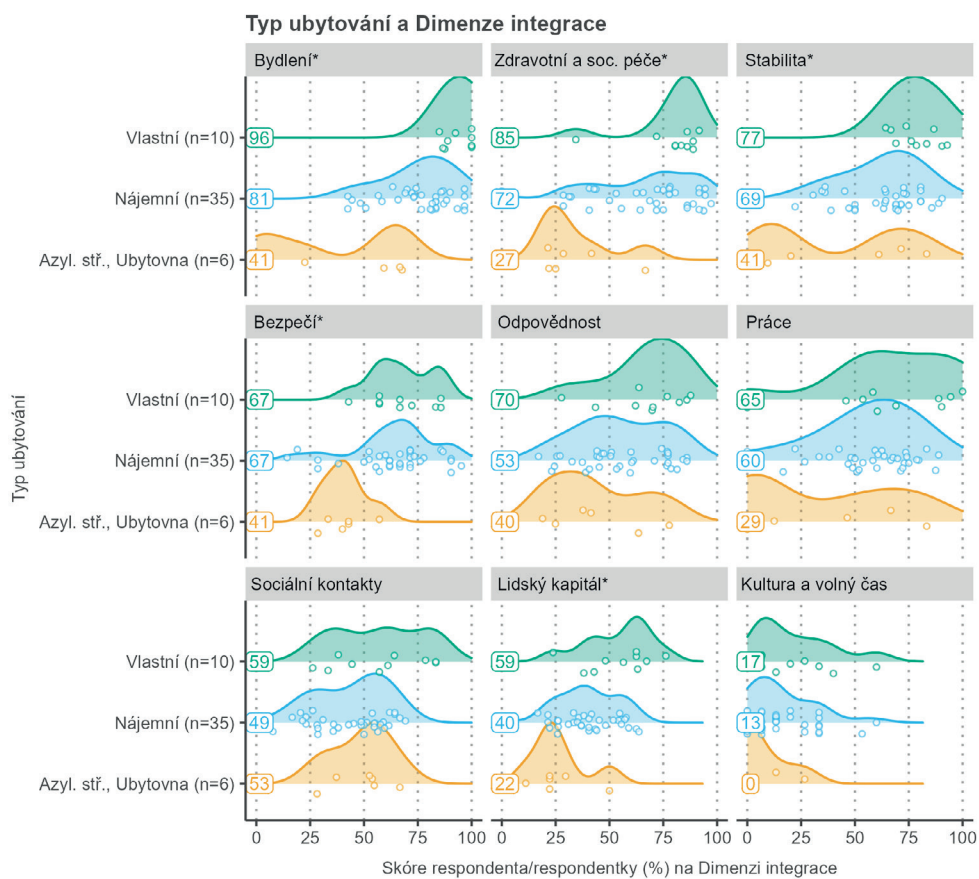 Typ ubytování a Dimenze integrace
Bydlení*
Zdravotní a soc. péče*
Stabilita*
Vlastní (n=10)
96
85
77
Nájemní (n=35)
81
72
69
Azyl. stř., Ubytovna (n=6)
41
27
41
Bezpečí*
Odpovědnost
Práce
Vlastní (n=10)
67
70
65
Nájemní (n=35)
67
53
60
Azyl. stř., Ubytovna (n=6)
41
40
29
Typ ubytování
Sociální kontakty
Lidský kapitál*
Kultura a volný čas
Vlastní (n=10)
59
59
17
Nájemní (n=35)
49
40
13
Azyl. stř., Ubytovna (n=6)
53
22
0
0 25 50 75 100
0 25 50 75 100
0 25 50 75 100
Skóre respondenta/respondentky (%) na Dimenzi integrace